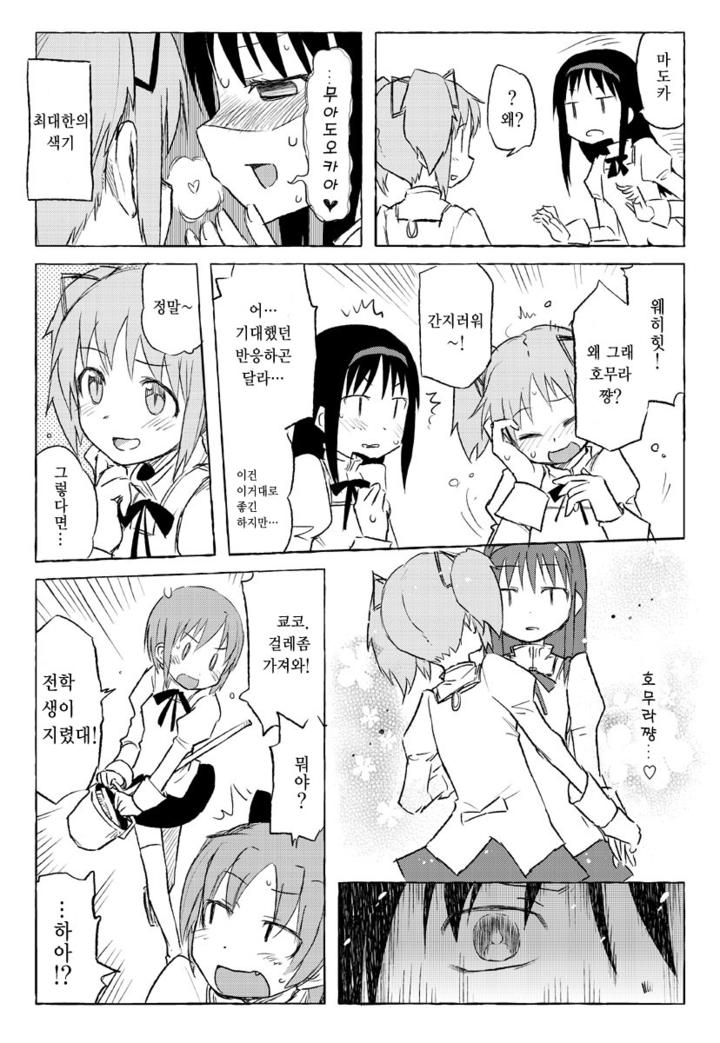 마도카
?
왜?
…무아도오카아♥
최대한의
색기
웨히힛!
왜 그래
호무라
쨩?
간지러워
~!
어…
기대했던
반응하곤
달라…
이건
이거대로
좋긴
하지만…
정말~
그렇다면…
호무라쨩…♡
쿄코,
걸레좀
가져와!
전학
생이
지렸대!
뭐야?
…하아!?